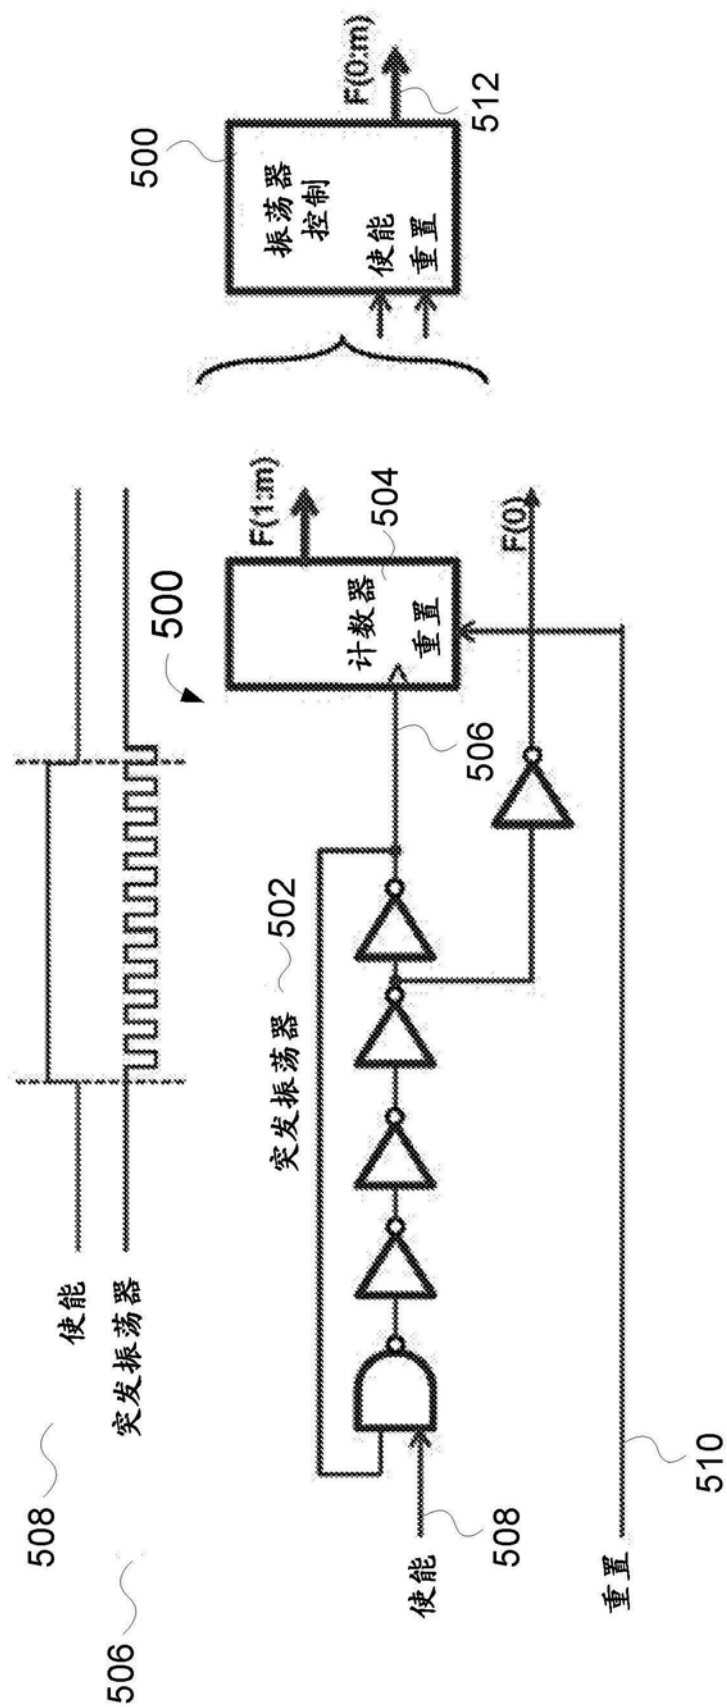 508
使能
506
突发振荡器
500
振荡器
控制
使能
重置
F(0:m)
512
500
F(1:m)
计数器
504
重置
突发振荡器
502
506
F(0)
使能
508
重置
510